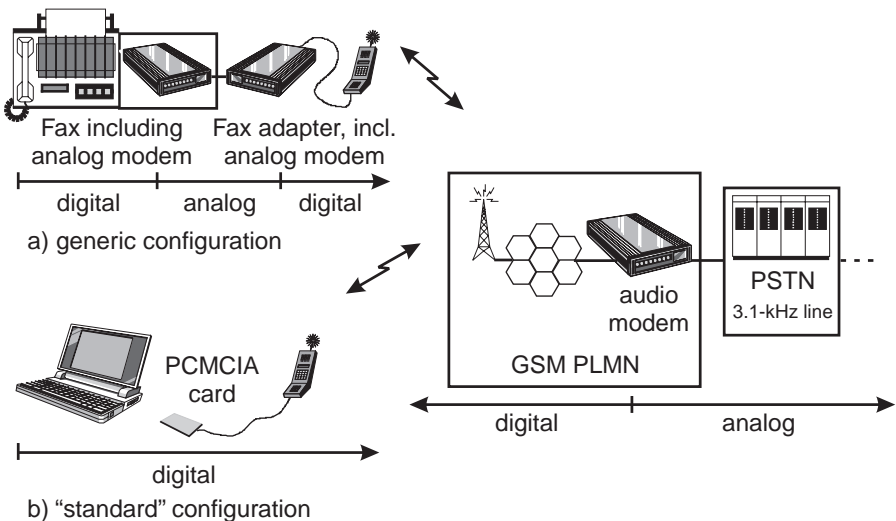 Fax including
analog modem
Fax adapter, incl.
analog modem
digital
analog
digital
a) generic configuration
PCMCIA
card
digital
b) “standard” configuration
audio
modem
GSM PLMN
PSTN
3.1-kHz line
digital
analog